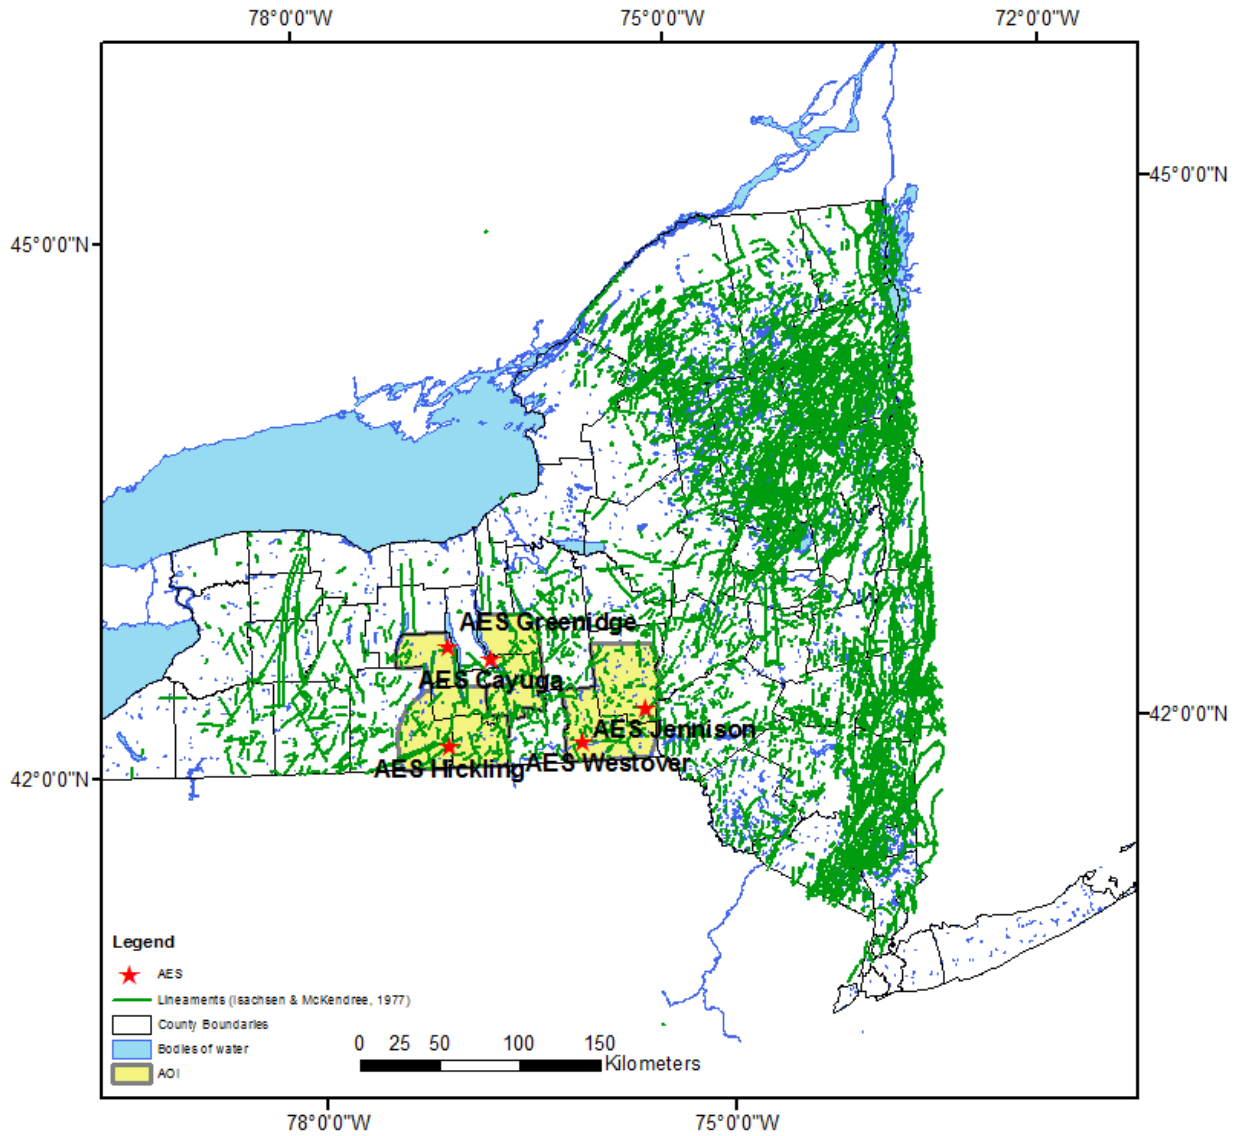 78°0'0"W 75°0'0"W 72°0'0"W
45°0'0"N
45°0'0"N
AES Greenidge
AES Cayuga
42°0'0"N
AES Jennison
AES Hickling
AES Westover
42°0'0"N
Legend
AES
Lineaments (Isachsen & McKendree, 1977)
County Boundaries
Bodies of water
AOI
0 25 50 100 150
Kilometers
78°0'0"W 75°0'0"W